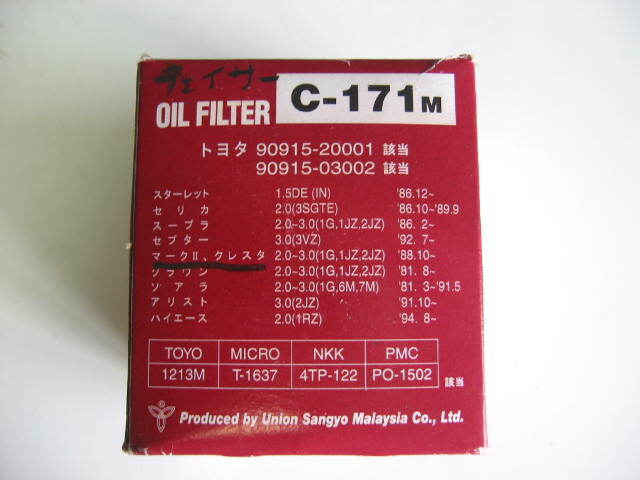 チェイサー
OIL FILTER C-171M
トヨタ 90915-20001 該当
90915-03002 該当
スターレット 1.5DE (IN) '86.12~
セリカ 2.0(3SGTE) '86.10~'89.9
スープラ 2.0~3.0(1G,1JZ,2JZ) '86. 2~
セプター 3.0(3VZ) '92. 7~
マークII、クレスタ 2.0~3.0(1G,1JZ,2JZ) '88.10~
クラウン 2.0~3.0(1G,1JZ,2JZ) '81. 8~
ソアラ 2.0~3.0(1G,6M,7M) '81. 3~'91.5
アリスト 3.0(2JZ) '91.10~
ハイエース 2.0(1RZ) '94. 8~
TOYO MICRO NKK PMC
1213M T-1637 4TP-122 PO-1502 該当
Produced by Union Sangyo Malaysia Co., Ltd.